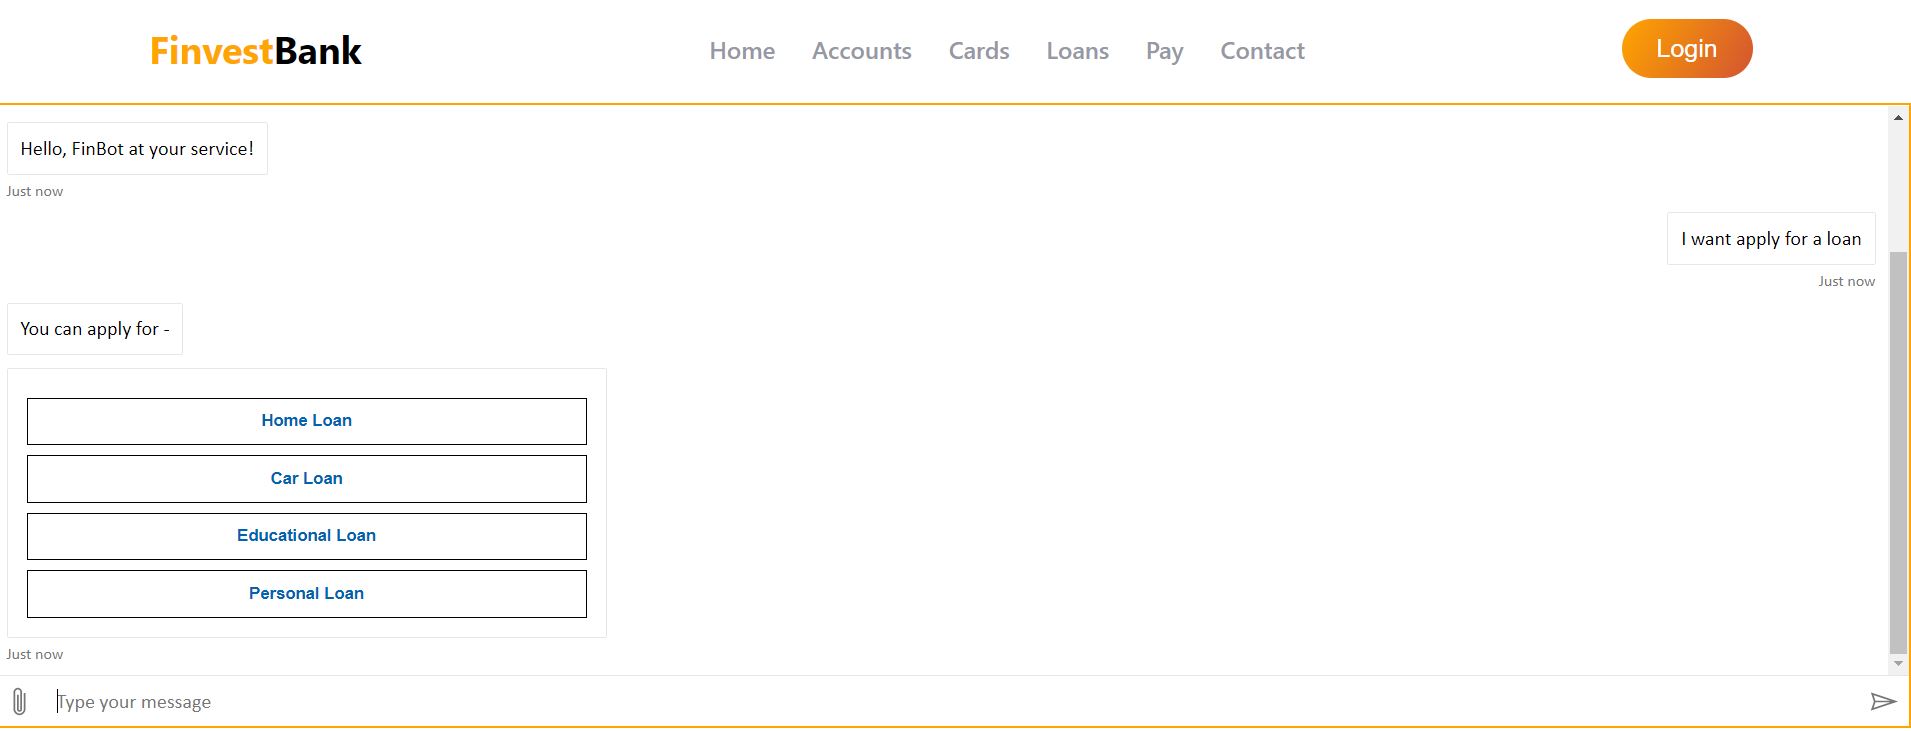 FinvestBank
Home Accounts Cards Loans Pay Contact
Login
Hello, FinBot at your service!
Just now
I want apply for a loan
Just now
You can apply for -
Home Loan
Car Loan
Educational Loan
Personal Loan
Just now
Type your message